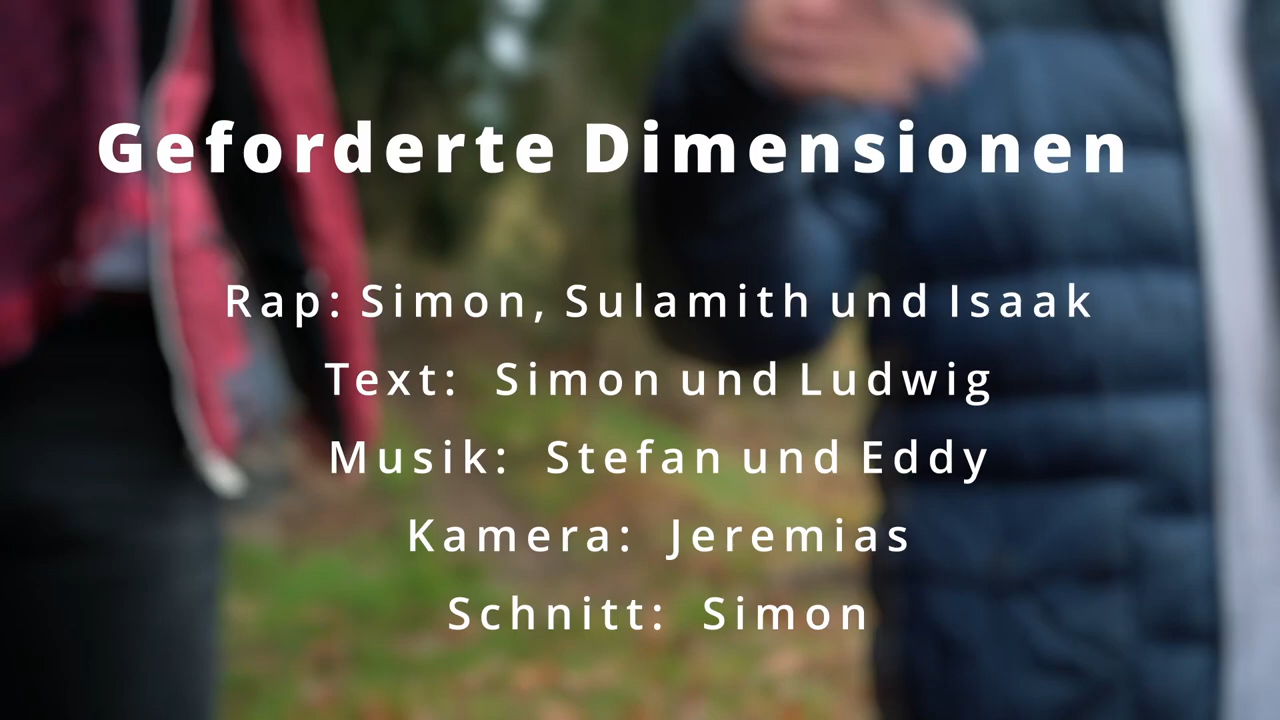 Geforderte Dimensionen
Rap: Simon, Sulamith und Isaak
Text: Simon und Ludwig
Musik: Stefan und Eddy
Kamera: Jeremias
Schnitt: Simon